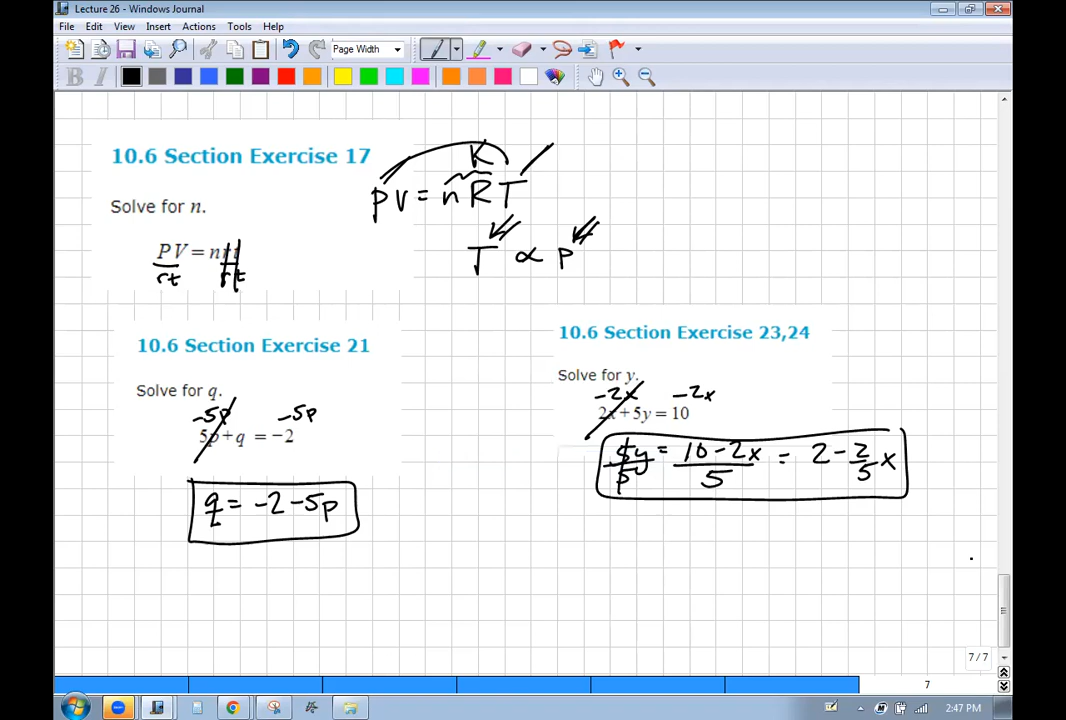 Lecture 26 - Windows Journal
File Edit View Insert Actions Tools Help
Page Width
B I
10.6 Section Exercise 17
Solve for n.
PV = nrt
rt rt
K
pV = nRT
T ∝ P
10.6 Section Exercise 21
Solve for q.
-5p -5p
5p + q = -2
q = -2 - 5p
10.6 Section Exercise 23,24
Solve for y.
-2x -2x
2x + 5y = 10
5y/5 = 10 - 2x/5 = 2 - 2/5 x
7 / 7
7
2:47 PM